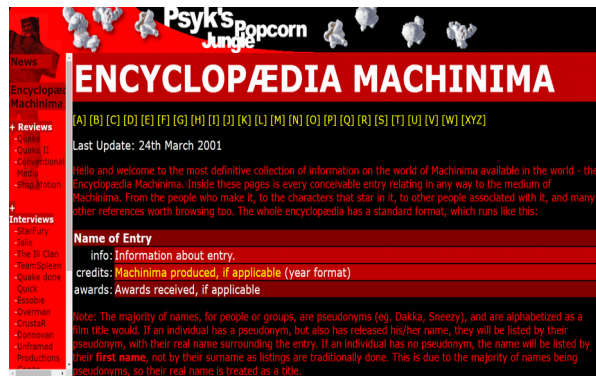 Psyk's Popcorn
Jungle
News
Encyclopæd
Machinima
+ Reviews
-Quake
-Quake II
-Conventional
Media
-Stop Motion
+
Interviews
-StarFury
-Iniis
-The Ill Clan
-TeamSpleen
-Quake done
Quick
-Essobie
-Overman
-CrustaR
-Donnovan
-Unframed
Productions
ENCYCLOPÆDIA MACHINIMA
[A] [B] [C] [D] [E] [F] [G] [H] [I] [J] [K] [L] [M] [N] [O] [P] [Q] [R] [S] [T] [U] [V] [W] [XYZ]
Last Update: 24th March 2001
Hello and welcome to the most definitive collection of information on the world of Machinima available in the world - the
Encyclopædia Machinima. Inside these pages is every conceivable entry relating in any way to the medium of
Machinima. From the people who make it, to the characters that star in it, to other people associated with it, and many
other references worth browsing too. The whole encyclopædia has a standard format, which runs like this:
Name of Entry
info: Information about entry.
credits: Machinima produced, if applicable (year format)
awards: Awards received, if applicable
Note: The majority of names, for people or groups, are pseudonyms (eg. Dakka, Sneezy), and are alphabetized as a
film title would. If an individual has a pseudonym, but also has released his/her name, they will be listed by their
pseudonym, with their real name surrounding the entry. If an individual has no pseudonym, the name will be listed by
their first name, not by their surname as listings are traditionally done. This is due to the majority of names being
pseudonyms, so their real name is treated as a title.